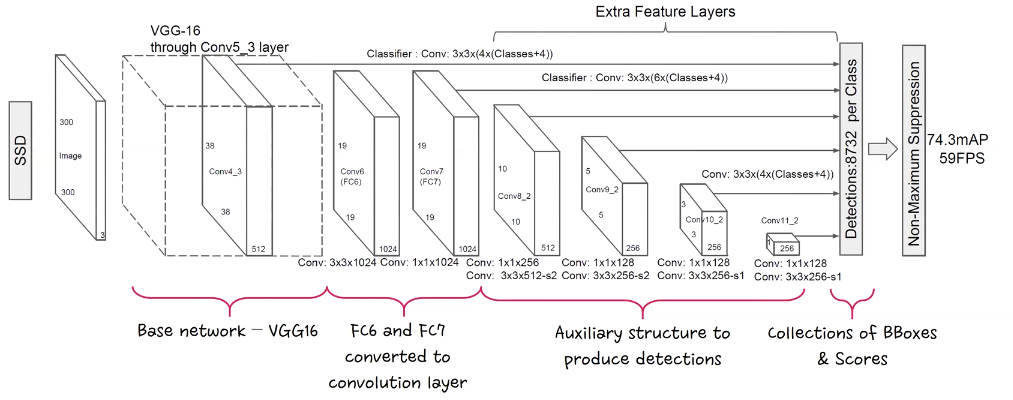 Extra Feature Layers
VGG-16
through Conv5_3 layer
Classifier : Conv: 3x3x(4x(Classes+4))
Classifier : Conv: 3x3x(6x(Classes+4))
SSD
300
Image
300
3
38
Conv4_3
38
512
19
Conv6
(FC6)
19
1024
19
Conv7
(FC7)
19
1024
10
Conv8_2
10
512
5
Conv9_2
5
256
3
Conv10_2
3
256
Conv: 3x3x(4x(Classes+4))
Conv11_2
1
256
Detections:8732 per Class
Non-Maximum Suppression
74.3mAP
59FPS
Conv: 3x3x1024
Conv: 1x1x1024
Conv: 1x1x256
Conv: 3x3x512-s2
Conv: 1x1x128
Conv: 3x3x256-s2
Conv: 1x1x128
Conv: 3x3x256-s1
Conv: 1x1x128
Conv: 3x3x256-s1
Base network – VGG16
FC6 and FC7
converted to
convolution layer
Auxiliary structure to
produce detections
Collections of BBoxes
& Scores